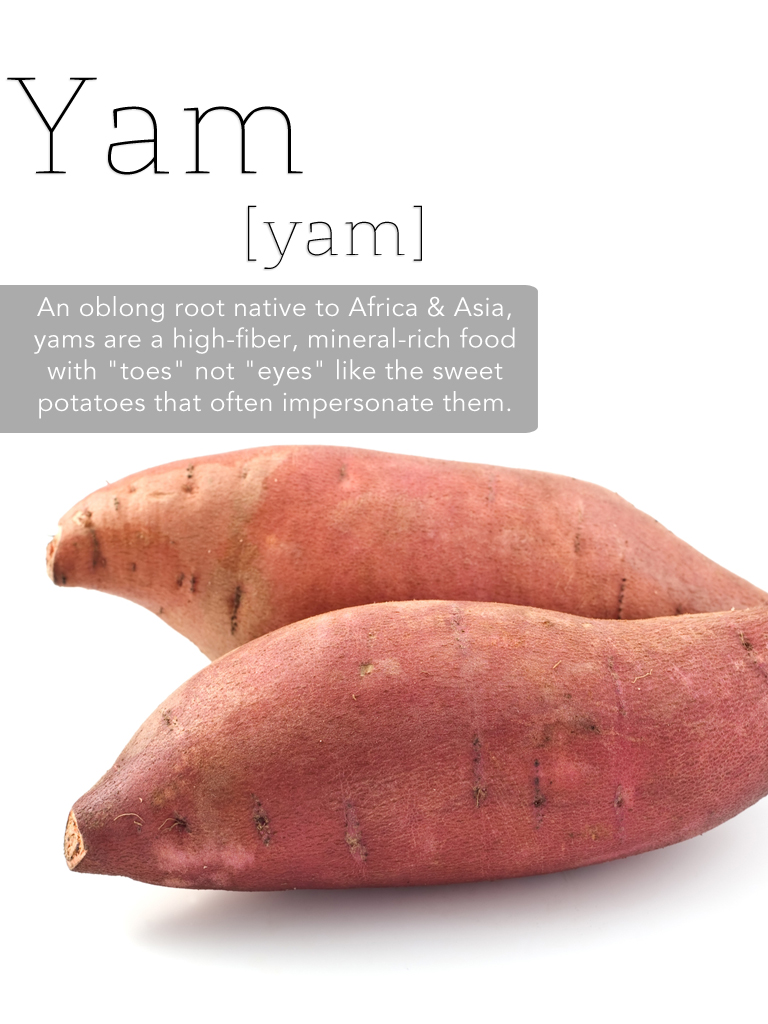 Yam
[yam]
An oblong root native to Africa & Asia,
yams are a high-fiber, mineral-rich food
with "toes" not "eyes" like the sweet
potatoes that often impersonate them.